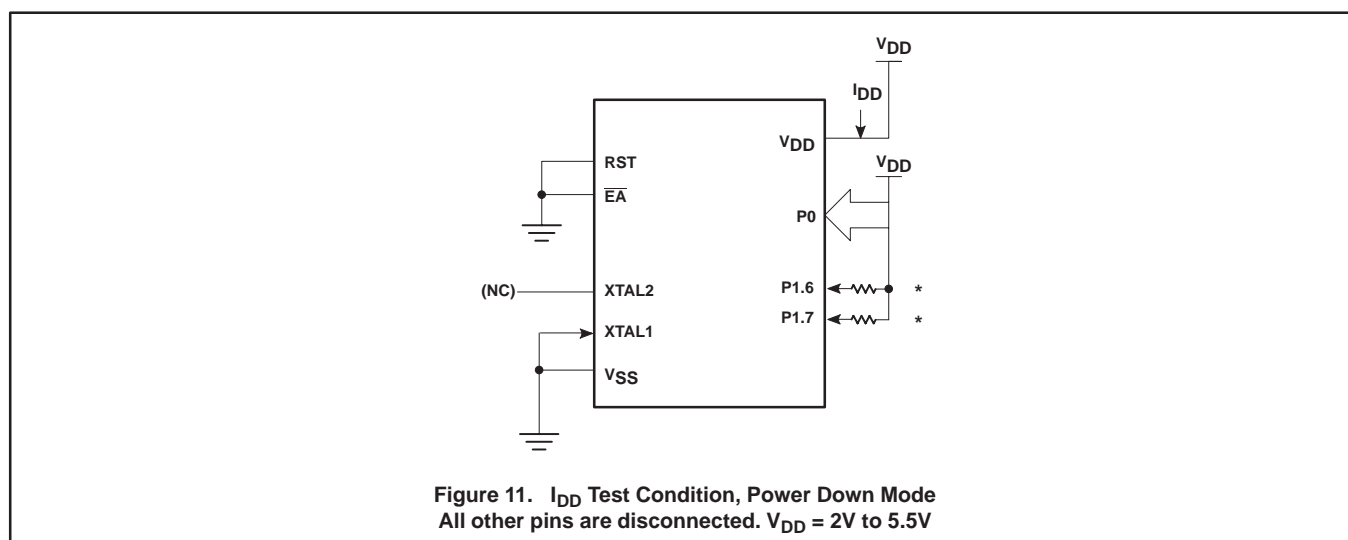 VDD
IDD
VDD
VDD
RST
EA
P0
(NC)
XTAL2
P1.6
*
P1.7
*
XTAL1
VSS
Figure 11. IDD Test Condition, Power Down Mode
All other pins are disconnected. VDD = 2V to 5.5V